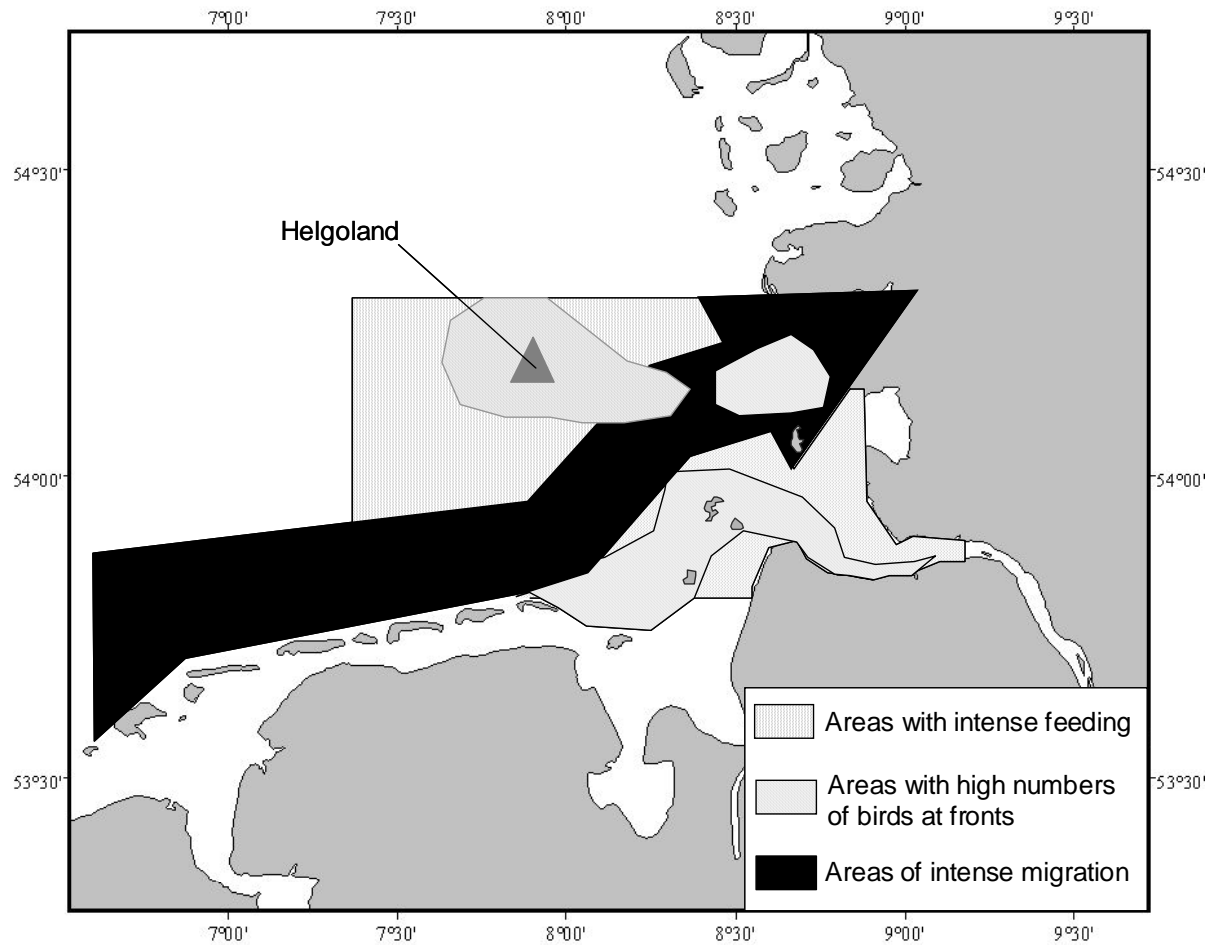 7°00' 7°30' 8°00' 8°30' 9°00' 9°30'
54°30' 54°30'
Helgoland
54°00' 54°00'
Areas with intense feeding
53°30' 53°30'
Areas with high numbers
of birds at fronts
Areas of intense migration
7°00' 7°30' 8°00' 8°30' 9°00' 9°30'